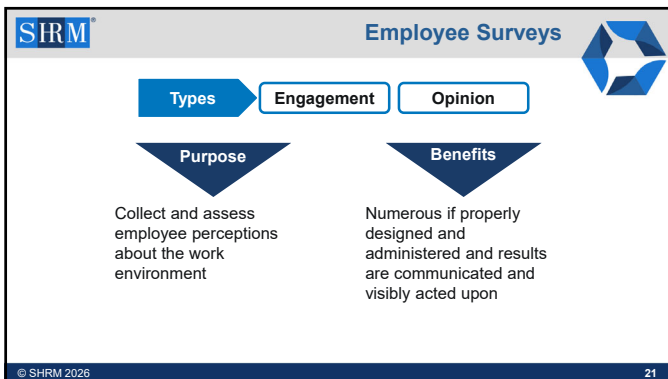 SHRM®
Employee Surveys
Types
Engagement
Opinion
Purpose
Benefits
Collect and assess
employee perceptions
about the work
environment
Numerous if properly
designed and
administered and results
are communicated and
visibly acted upon
© SHRM 2026
21